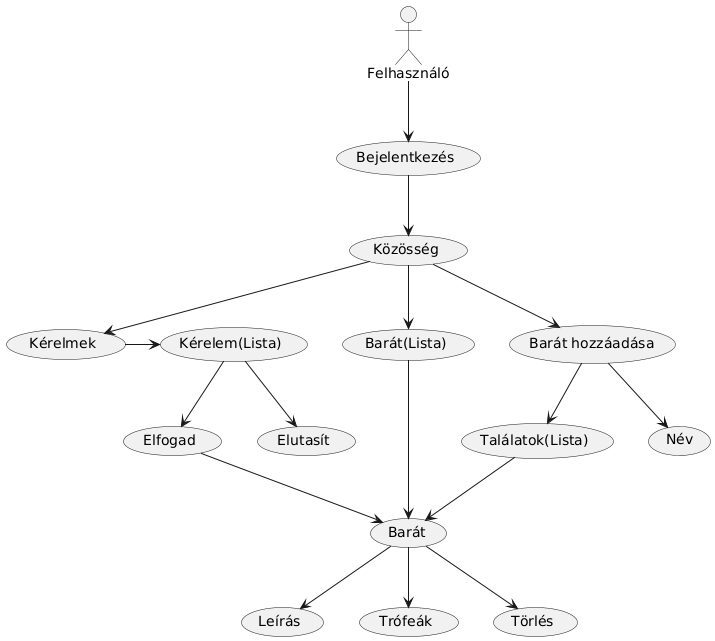 Felhasználó
Bejelentkezés
Közösség
Kérelmek
Kérelem(Lista)
Barát(Lista)
Barát hozzáadása
Elfogad
Elutasít
Találatok(Lista)
Név
Barát
Leírás
Trófeák
Törlés